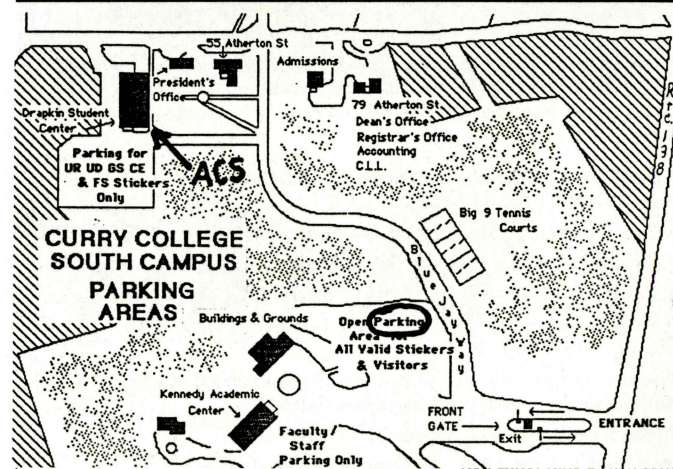 55 Atherton St
Admissions
President's
Office
79 Atherton St.
Dean's Office
Registrar's Office
Accounting
C.L.L.
Rte 138
Drapkin Student
Center
Parking for
UR UD GS CE
& FS Stickers
Only
ACS
Big 9 Tennis
Courts
CURRY COLLEGE
SOUTH CAMPUS
PARKING
AREAS
Blue Jay Way
Buildings & Grounds
Open Parking
Area for
All Valid Stickers
& Visitors
Kennedy Academic
Center
Faculty/
Staff
Parking Only
FRONT
GATE
ENTRANCE
Exit